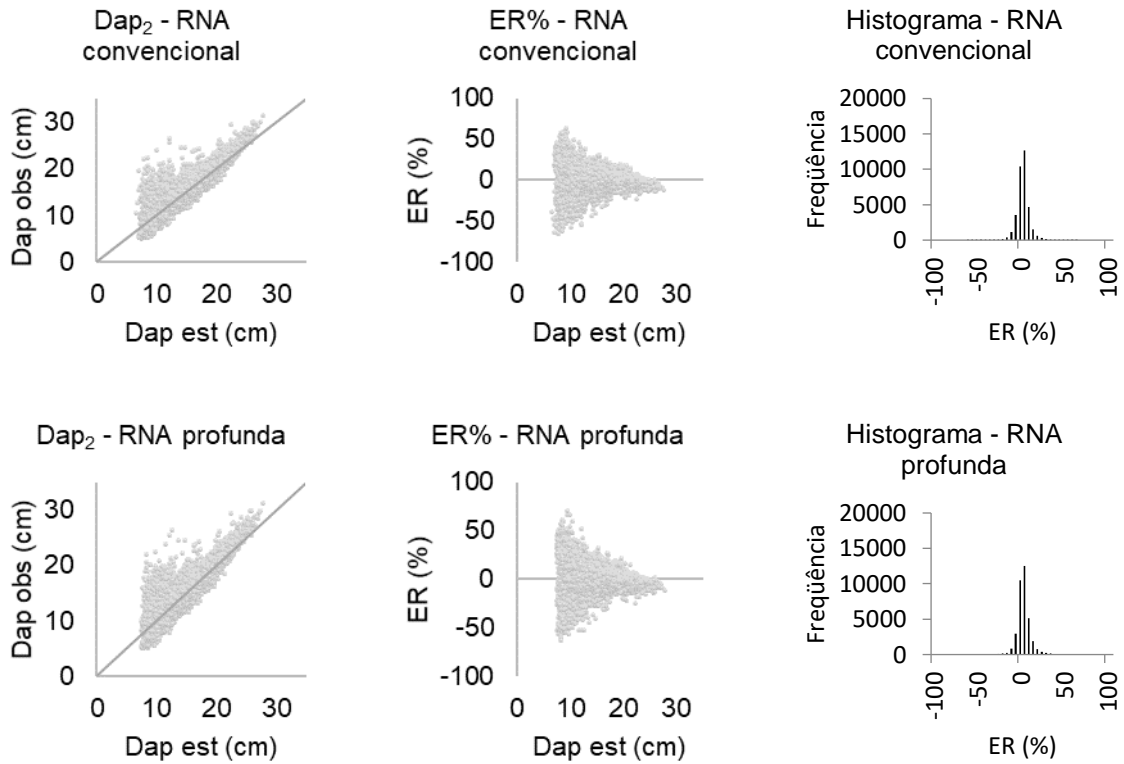 Dap₂ - RNA
convencional
Dap obs (cm)
30
20
10
0
0 10 20 30
Dap est (cm)
ER% - RNA
convencional
ER (%)
100
50
0
-50
-100
0 10 20 30
Dap est (cm)
Histograma - RNA
convencional
Freqüência
20000
15000
10000
5000
0
-100 -50 0 50 100
ER (%)
Dap₂ - RNA profunda
Dap obs (cm)
30
20
10
0
0 10 20 30
Dap est (cm)
ER% - RNA profunda
ER (%)
100
50
0
-50
-100
0 10 20 30
Dap est (cm)
Histograma - RNA
profunda
Freqüência
20000
15000
10000
5000
0
-100 -50 0 50 100
ER (%)